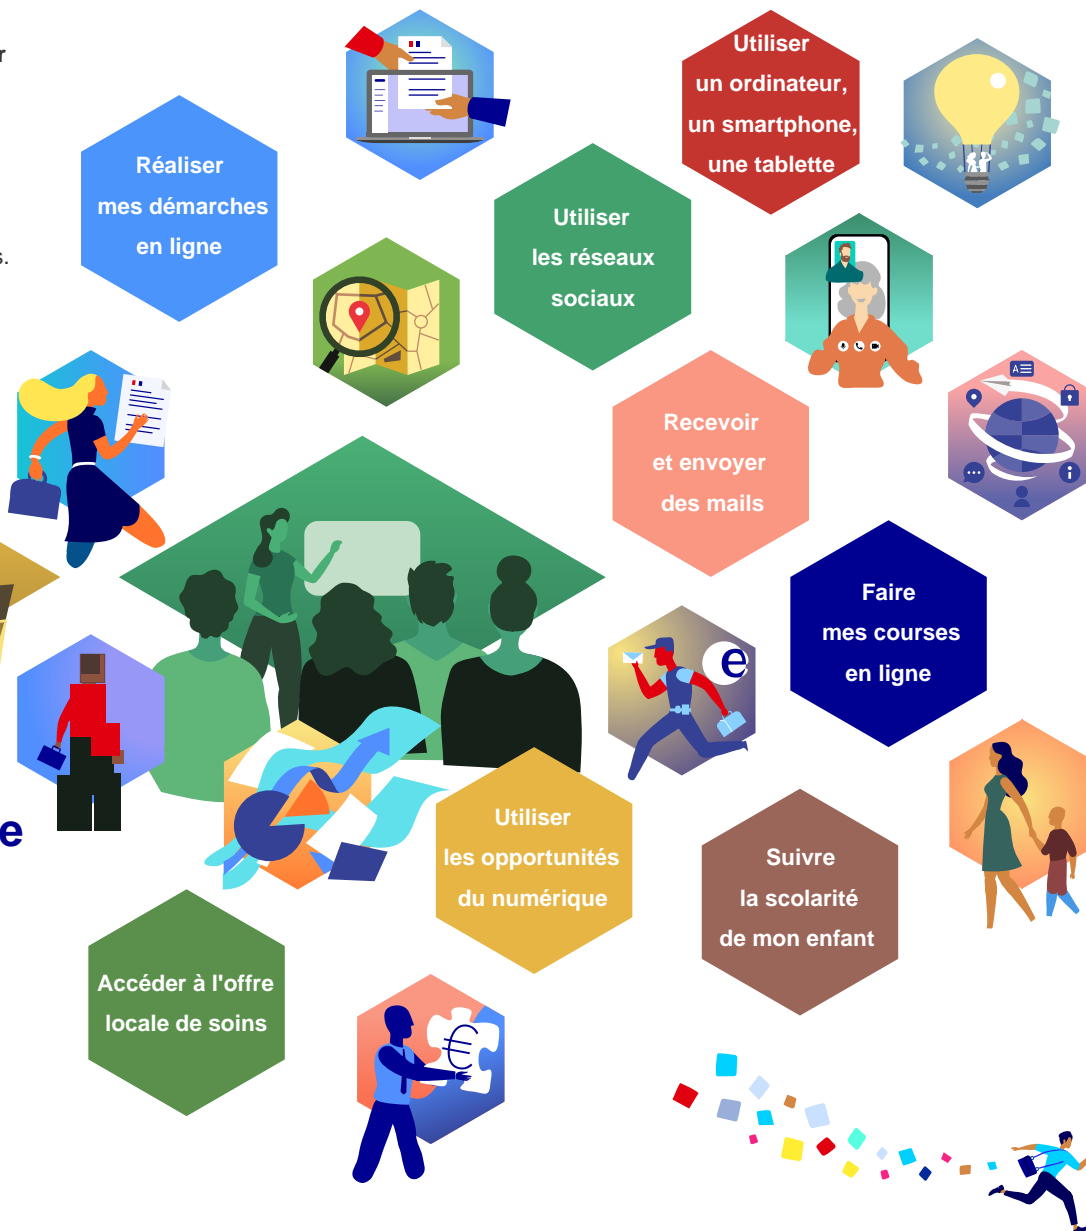 r
Utiliser
un ordinateur,
un smartphone,
une tablette
Réaliser
mes démarches
en ligne
Utiliser
les réseaux
sociaux
s.
A
Recevoir
et envoyer
des mails
i
Faire
mes courses
en ligne
e
e
Utiliser
les opportunités
du numérique
Suivre
la scolarité
de mon enfant
Accéder à l'offre
locale de soins
€